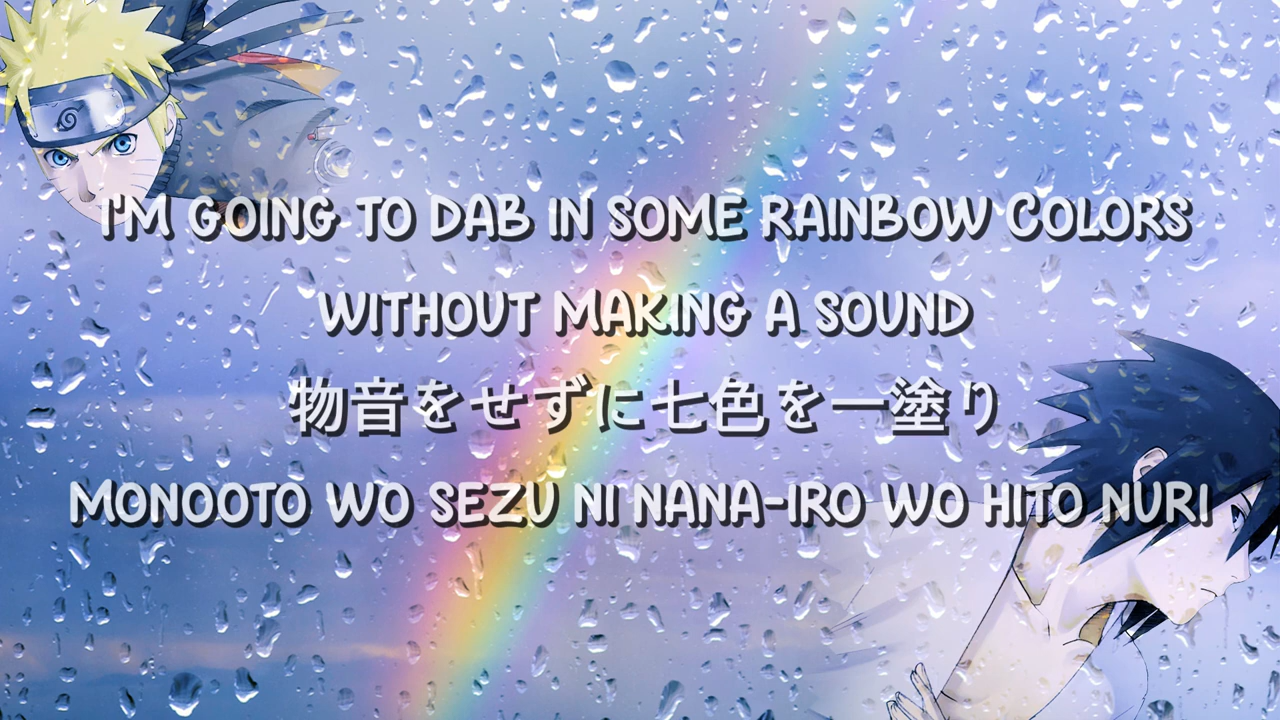 I'M GOING TO DAB IN SOME RAINBOW COLORS
WITHOUT MAKING A SOUND
物音をせずに七色を一塗り
MONOOTO WO SEZU NI NANA-IRO WO HITO NURI